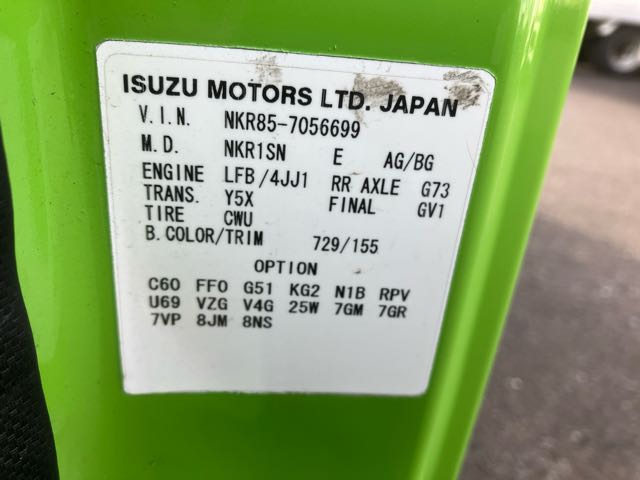 ISUZU MOTORS LTD. JAPAN
V.I.N. NKR85-7056699
M.D. NKR1SN E AG/BG
ENGINE LFB/4JJ1 RR AXLE G73
TRANS. Y5X FINAL GV1
TIRE CWU
B.COLOR/TRIM 729/155
OPTION
C60 FFO G51 KG2 N1B RPV
U69 VZG V4G 25W 7GM 7GR
7VP 8JM 8NS